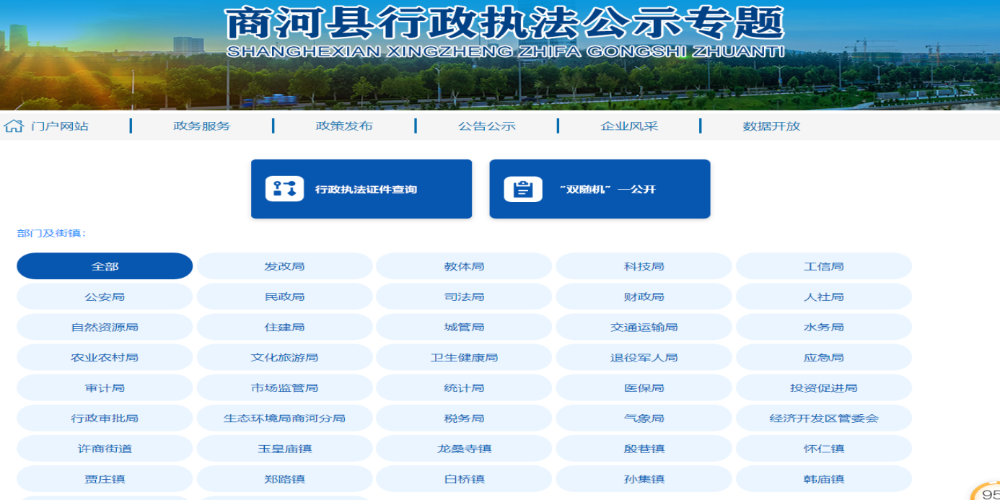 商河县行政执法公示专题
SHANGHEXIAN XINGZHENG ZHIFA GONGSHI ZHUANTI
门户网站 政务服务 政策发布 公告公示 企业风采 数据开放
行政执法证件查询 “双随机”一公开
部门及街镇：
全部 发改局 教体局 科技局 工信局
公安局 民政局 司法局 财政局 人社局
自然资源局 住建局 城管局 交通运输局 水务局
农业农村局 文化旅游局 卫生健康局 退役军人局 应急局
审计局 市场监管局 统计局 医保局 投资促进局
行政审批局 生态环境局商河分局 税务局 气象局 经济开发区管委会
许商街道 玉皇庙镇 龙桑寺镇 殷巷镇 怀仁镇
贾庄镇 郑路镇 白桥镇 孙集镇 韩庙镇
95